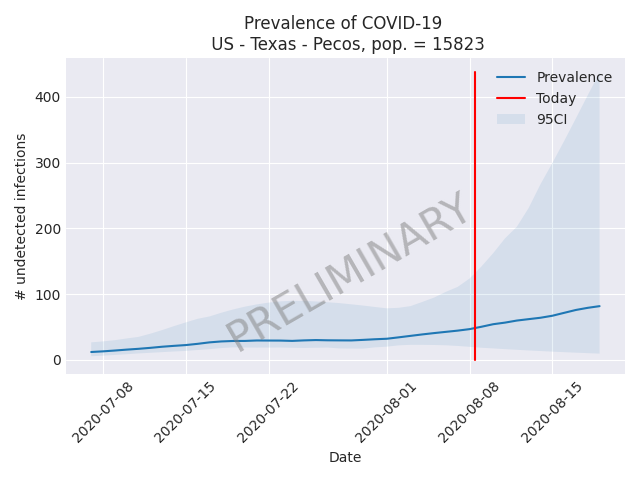 Prevalence of COVID-19
US - Texas - Pecos, pop. = 15823
Prevalence
Today
95CI
400
300
200
100
0
# undetected infections
PRELIMINARY
2020-07-08
2020-07-15
2020-07-22
2020-08-01
2020-08-08
2020-08-15
Date